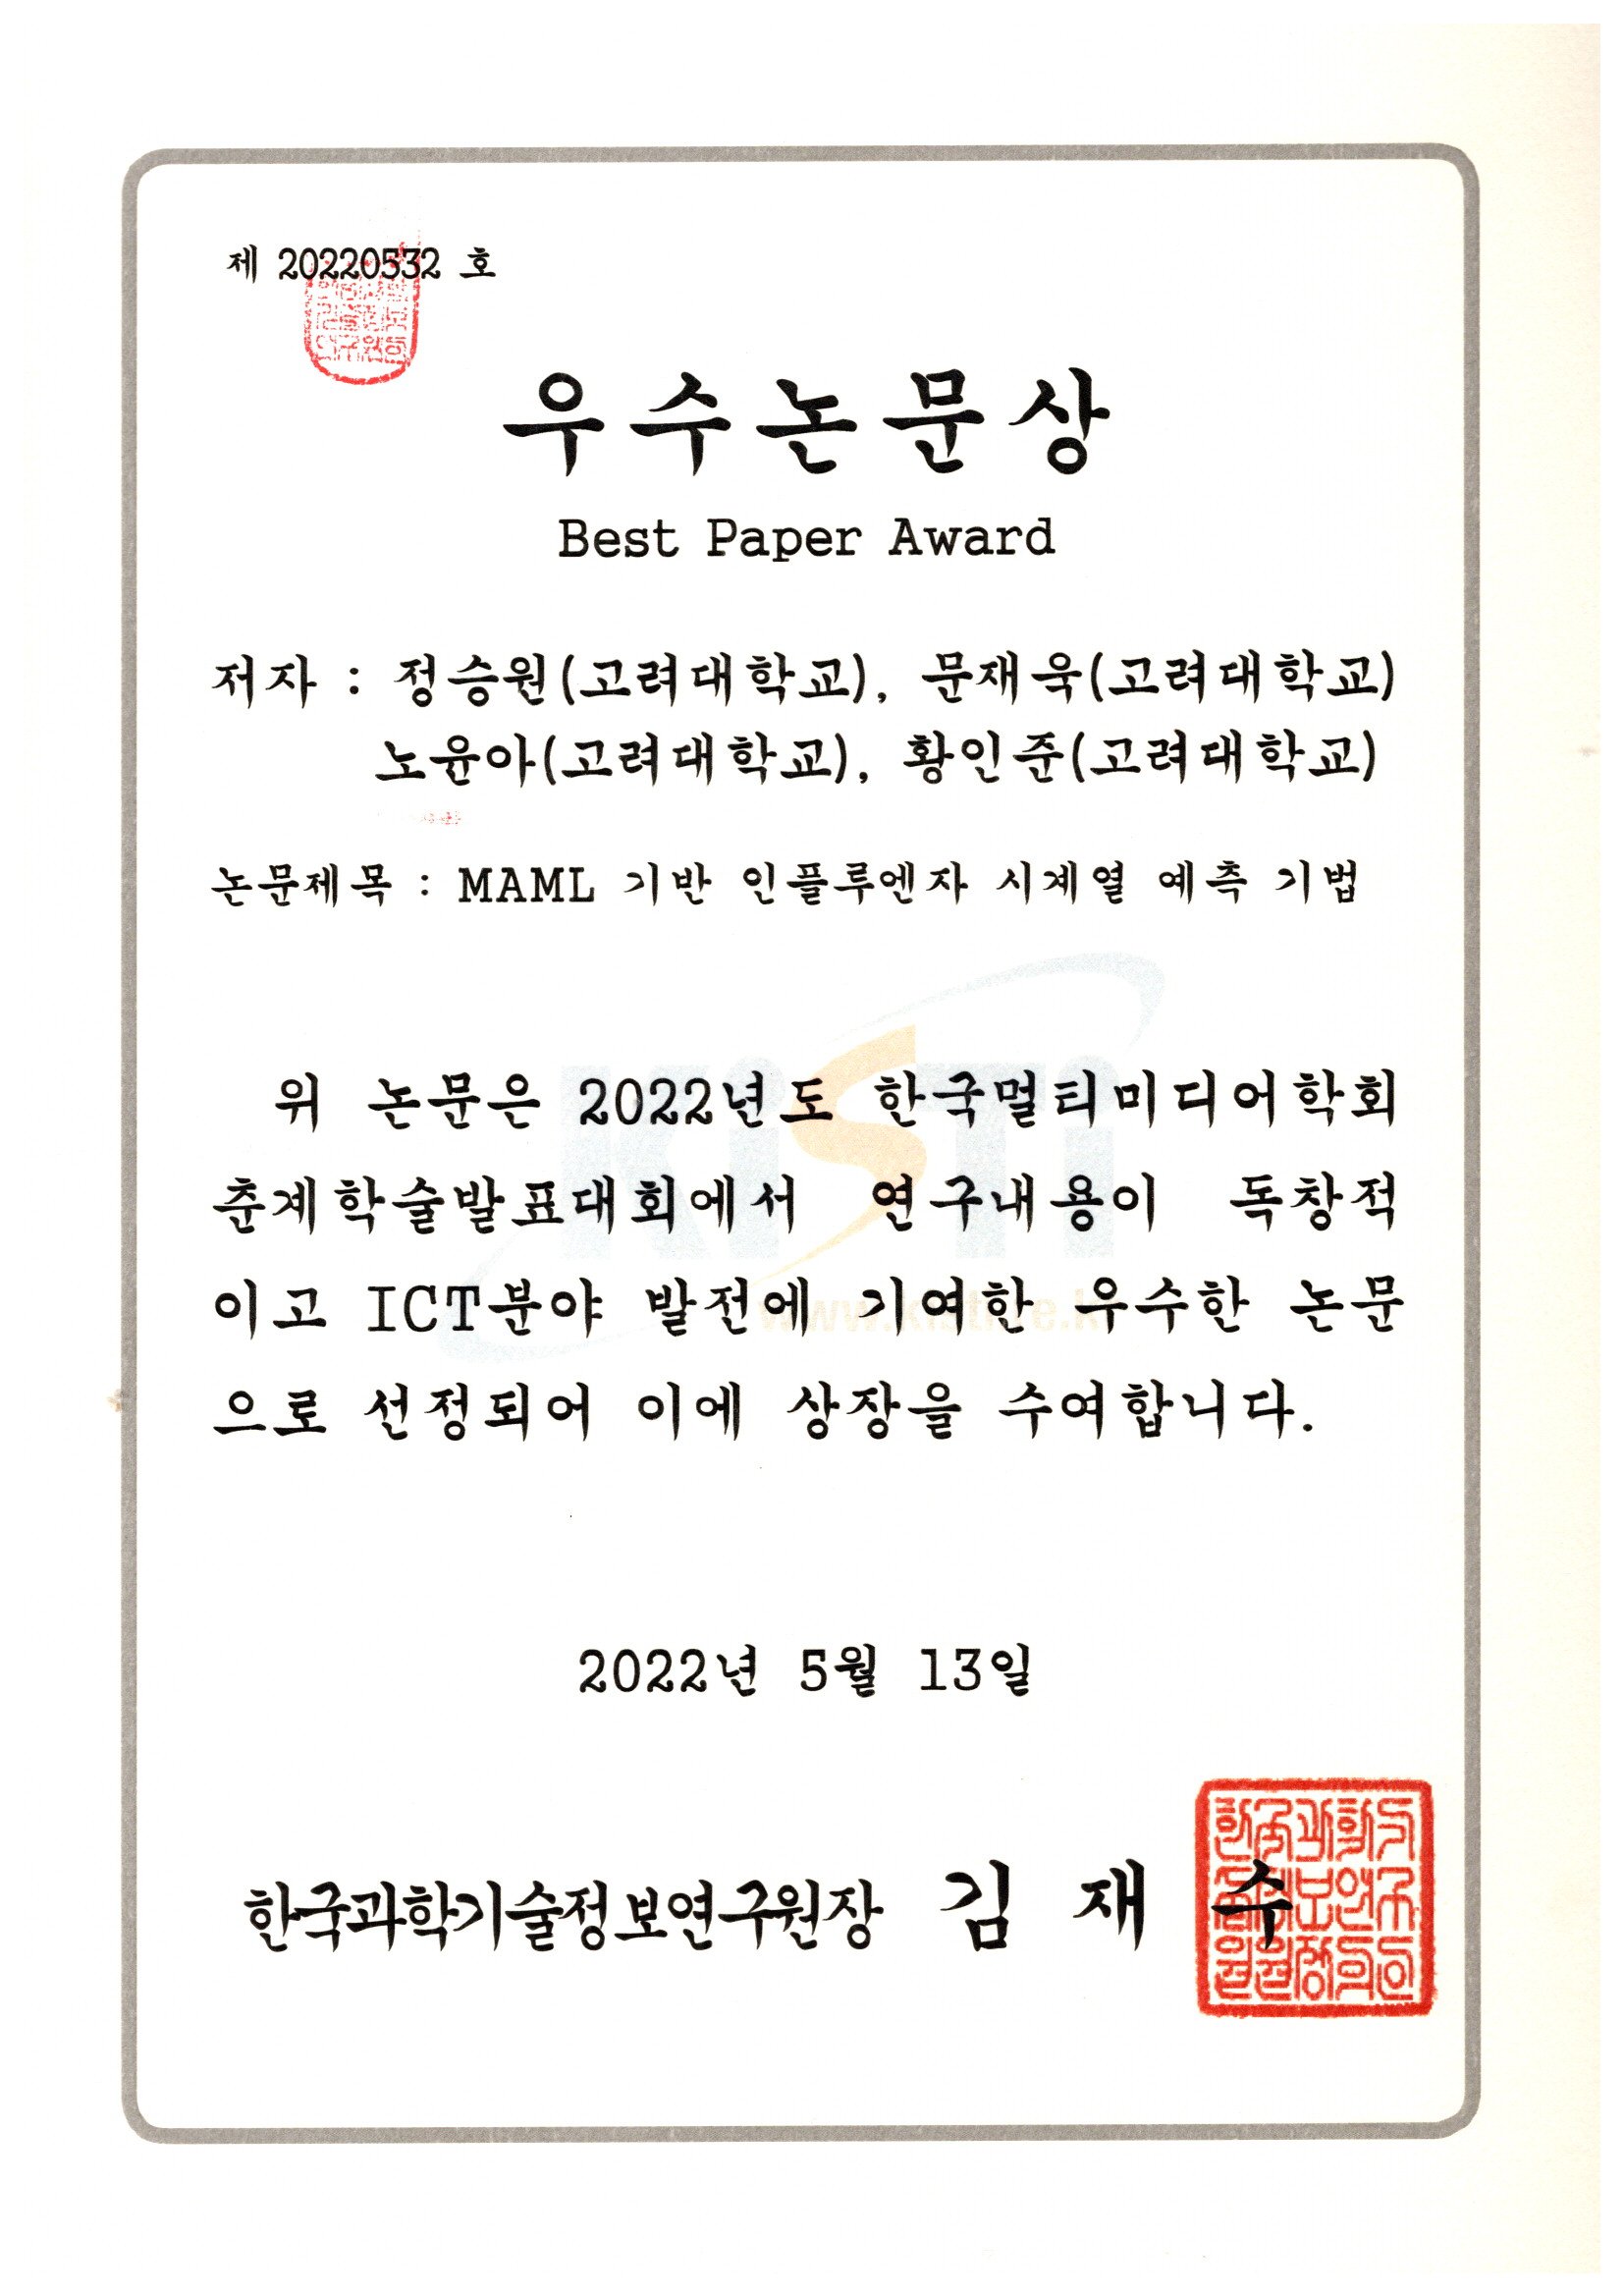 제 20220532 호
우수논문상
Best Paper Award
저자 : 정승원(고려대학교), 문재욱(고려대학교)
노윤아(고려대학교), 황인준(고려대학교)
논문제목 : MAML 기반 인플루엔자 시계열 예측 기법
위 논문은 2022년도 한국멀티미디어학회
춘계학술발표대회에서 연구내용이 독창적
이고 ICT분야 발전에 기여한 우수한 논문
으로 선정되어 이에 상장을 수여합니다.
KiSTi
2022년 5월 13일
한국과학기술정보연구원장 김 재 수